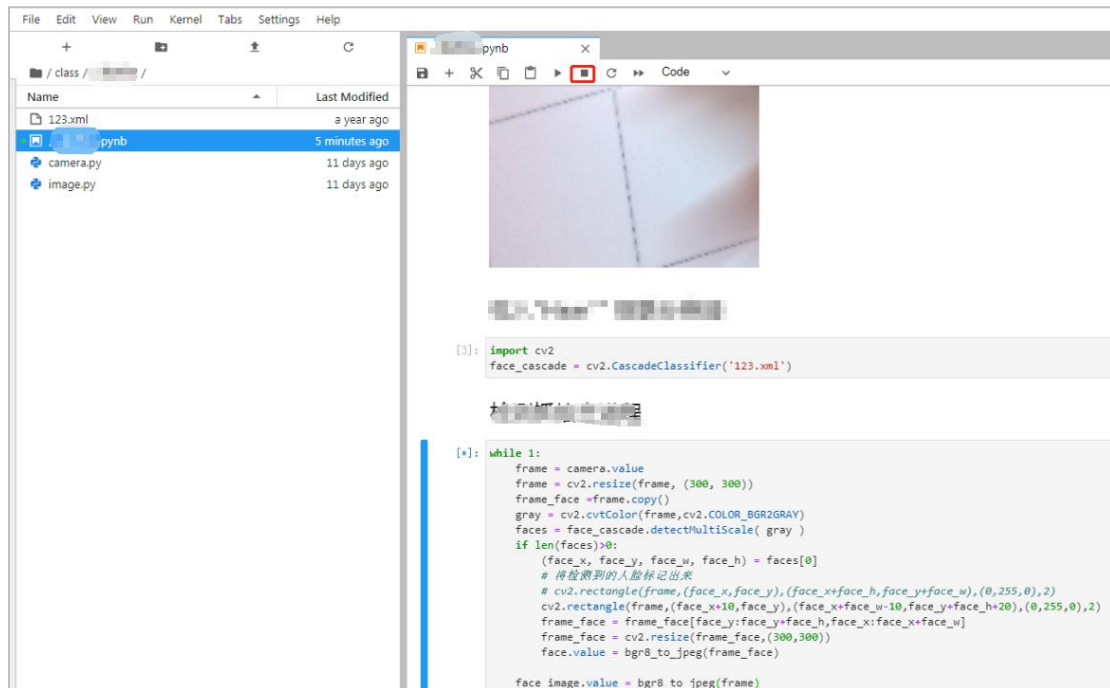 File Edit View Run Kernel Tabs Settings Help
/ class / /
Name Last Modified
123.xml a year ago
pynb 5 minutes ago
camera.py 11 days ago
image.py 11 days ago
pynb
Code
[3]: import cv2
face_cascade = cv2.CascadeClassifier('123.xml')
[*]: while 1:
frame = camera.value
frame = cv2.resize(frame, (300, 300))
frame_face =frame.copy()
gray = cv2.cvtColor(frame,cv2.COLOR_BGR2GRAY)
faces = face_cascade.detectMultiScale( gray )
if len(faces)>0:
(face_x, face_y, face_w, face_h) = faces[0]
# 将检测到的人脸标记出来
# cv2.rectangle(frame,(face_x,face_y),(face_x+face_h,face_y+face_w),(0,255,0),2)
cv2.rectangle(frame,(face_x+10,face_y),(face_x+face_w-10,face_y+face_h+20),(0,255,0),2)
frame_face = frame_face[face_y:face_y+face_h,face_x:face_x+face_w]
frame_face = cv2.resize(frame_face,(300,300))
face.value = bgr8_to_jpeg(frame_face)
face_image.value = bgr8_to_jpeg(frame)